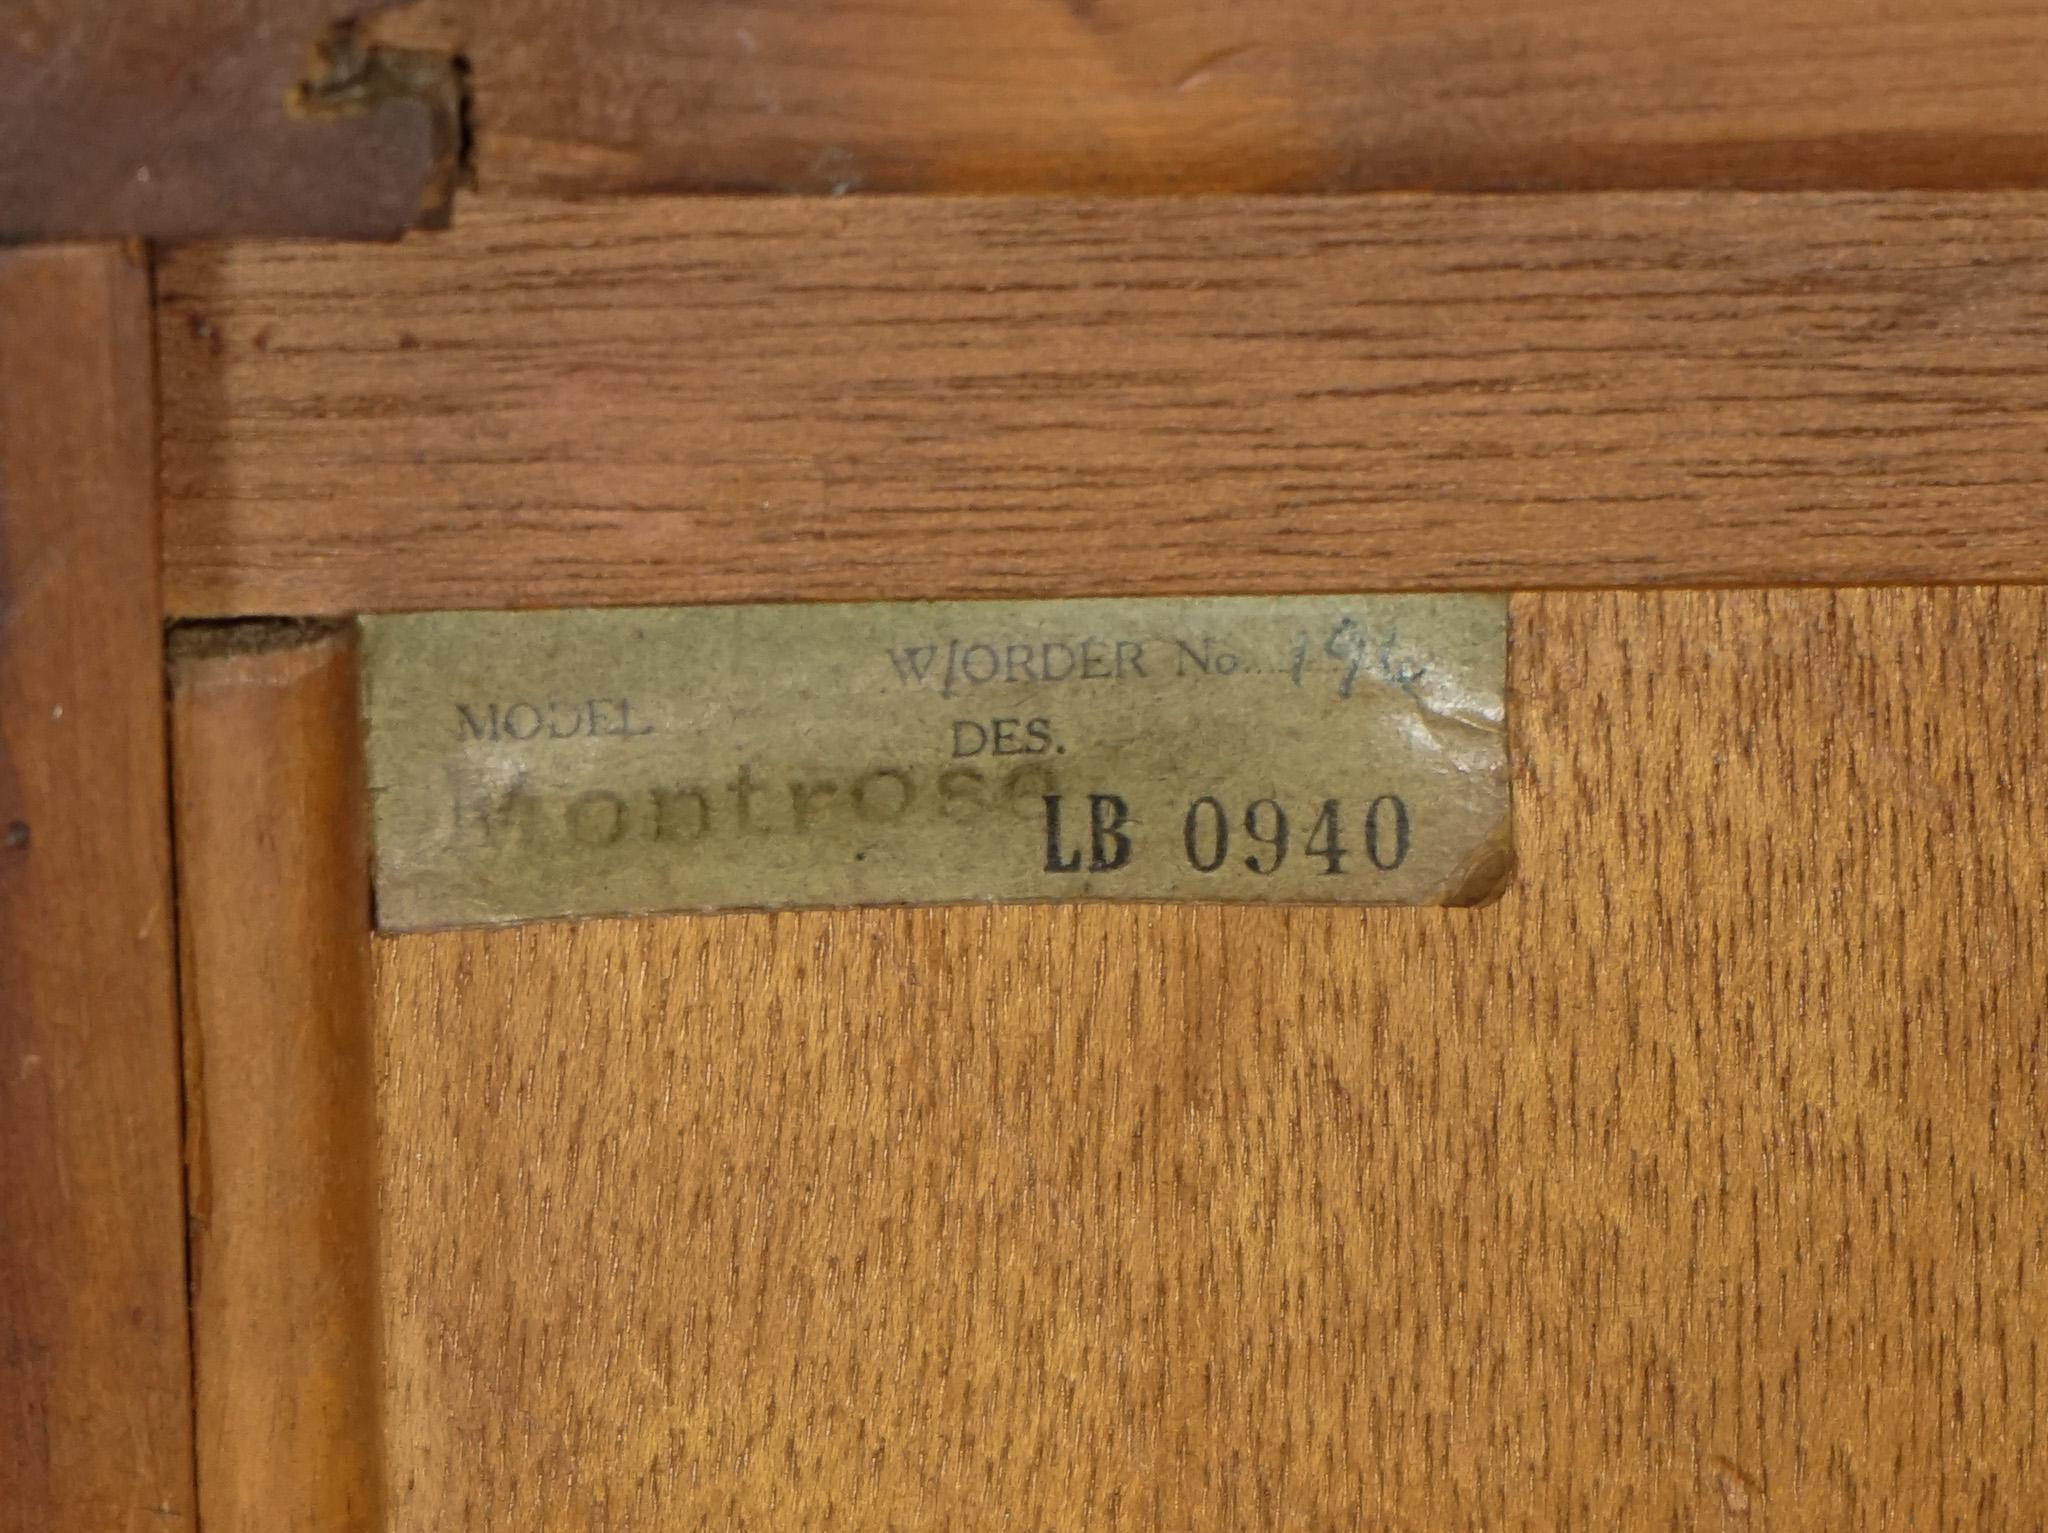 W/ORDER No.....
MODEL DES.
Montrose
LB 0940